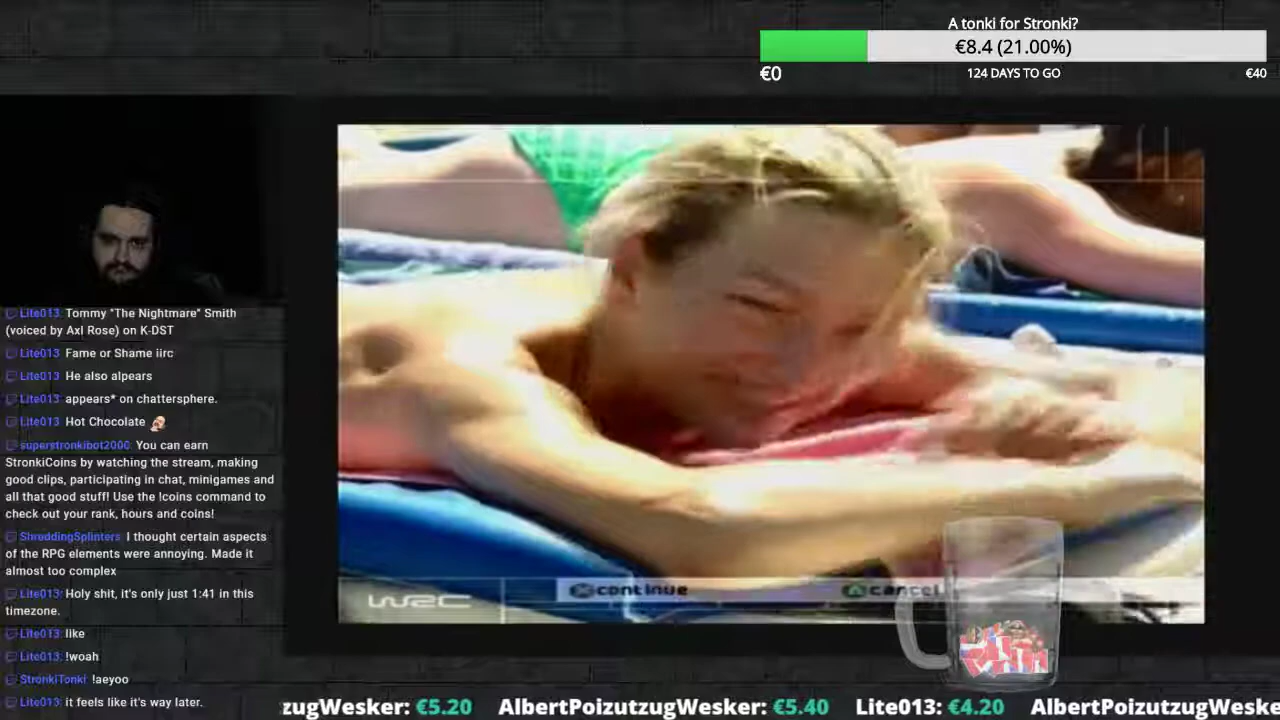 A tonki for Stronki?
€8.4 (21.00%)
€0
124 DAYS TO GO
€40
Lite013: Tommy "The Nightmare" Smith
(voiced by Axl Rose) on K-DST
Lite013: Fame or Shame iirc
Lite013: He also alpears
Lite013: appears* on chattersphere.
Lite013: Hot Chocolate
superstronkibot2000: You can earn
StronkiCoins by watching the stream, making
good clips, participating in chat, minigames and
all that good stuff! Use the !coins command to
check out your rank, hours and coins!
ShreddingSplinters: I thought certain aspects
of the RPG elements were annoying. Made it
almost too complex
Lite013: Holy shit, it's only just 1:41 in this
timezone.
Lite013: like
Lite013: !woah
StronkiTonki: !aeyoo
Lite013: it feels like it's way later.
WRC
continue
cancel
zugWesker: €5.20 AlbertPoizutzugWesker: €5.40 Lite013: €4.20 AlbertPoizutzugWeske